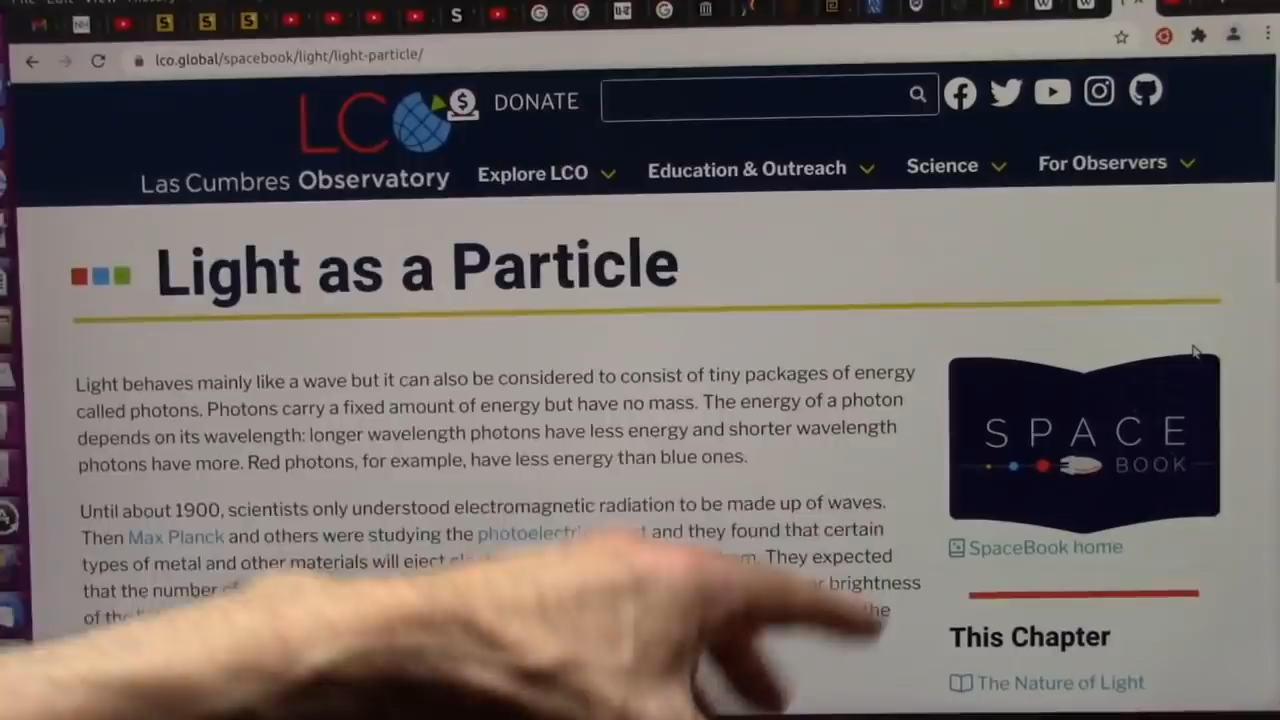 lco.global/spacebook/light/light-particle/
LCO
$ DONATE
Las Cumbres Observatory
Explore LCO
Education & Outreach
Science
For Observers
Light as a Particle
Light behaves mainly like a wave but it can also be considered to consist of tiny packages of energy
called photons. Photons carry a fixed amount of energy but have no mass. The energy of a photon
depends on its wavelength: longer wavelength photons have less energy and shorter wavelength
photons have more. Red photons, for example, have less energy than blue ones.
Until about 1900, scientists only understood electromagnetic radiation to be made up of waves.
Then Max Planck and others were studying the and they found that certain
types of metal and other materials will eject They expected
that the number brightness
of
SPACE
BOOK
SpaceBook home
This Chapter
The Nature of Light